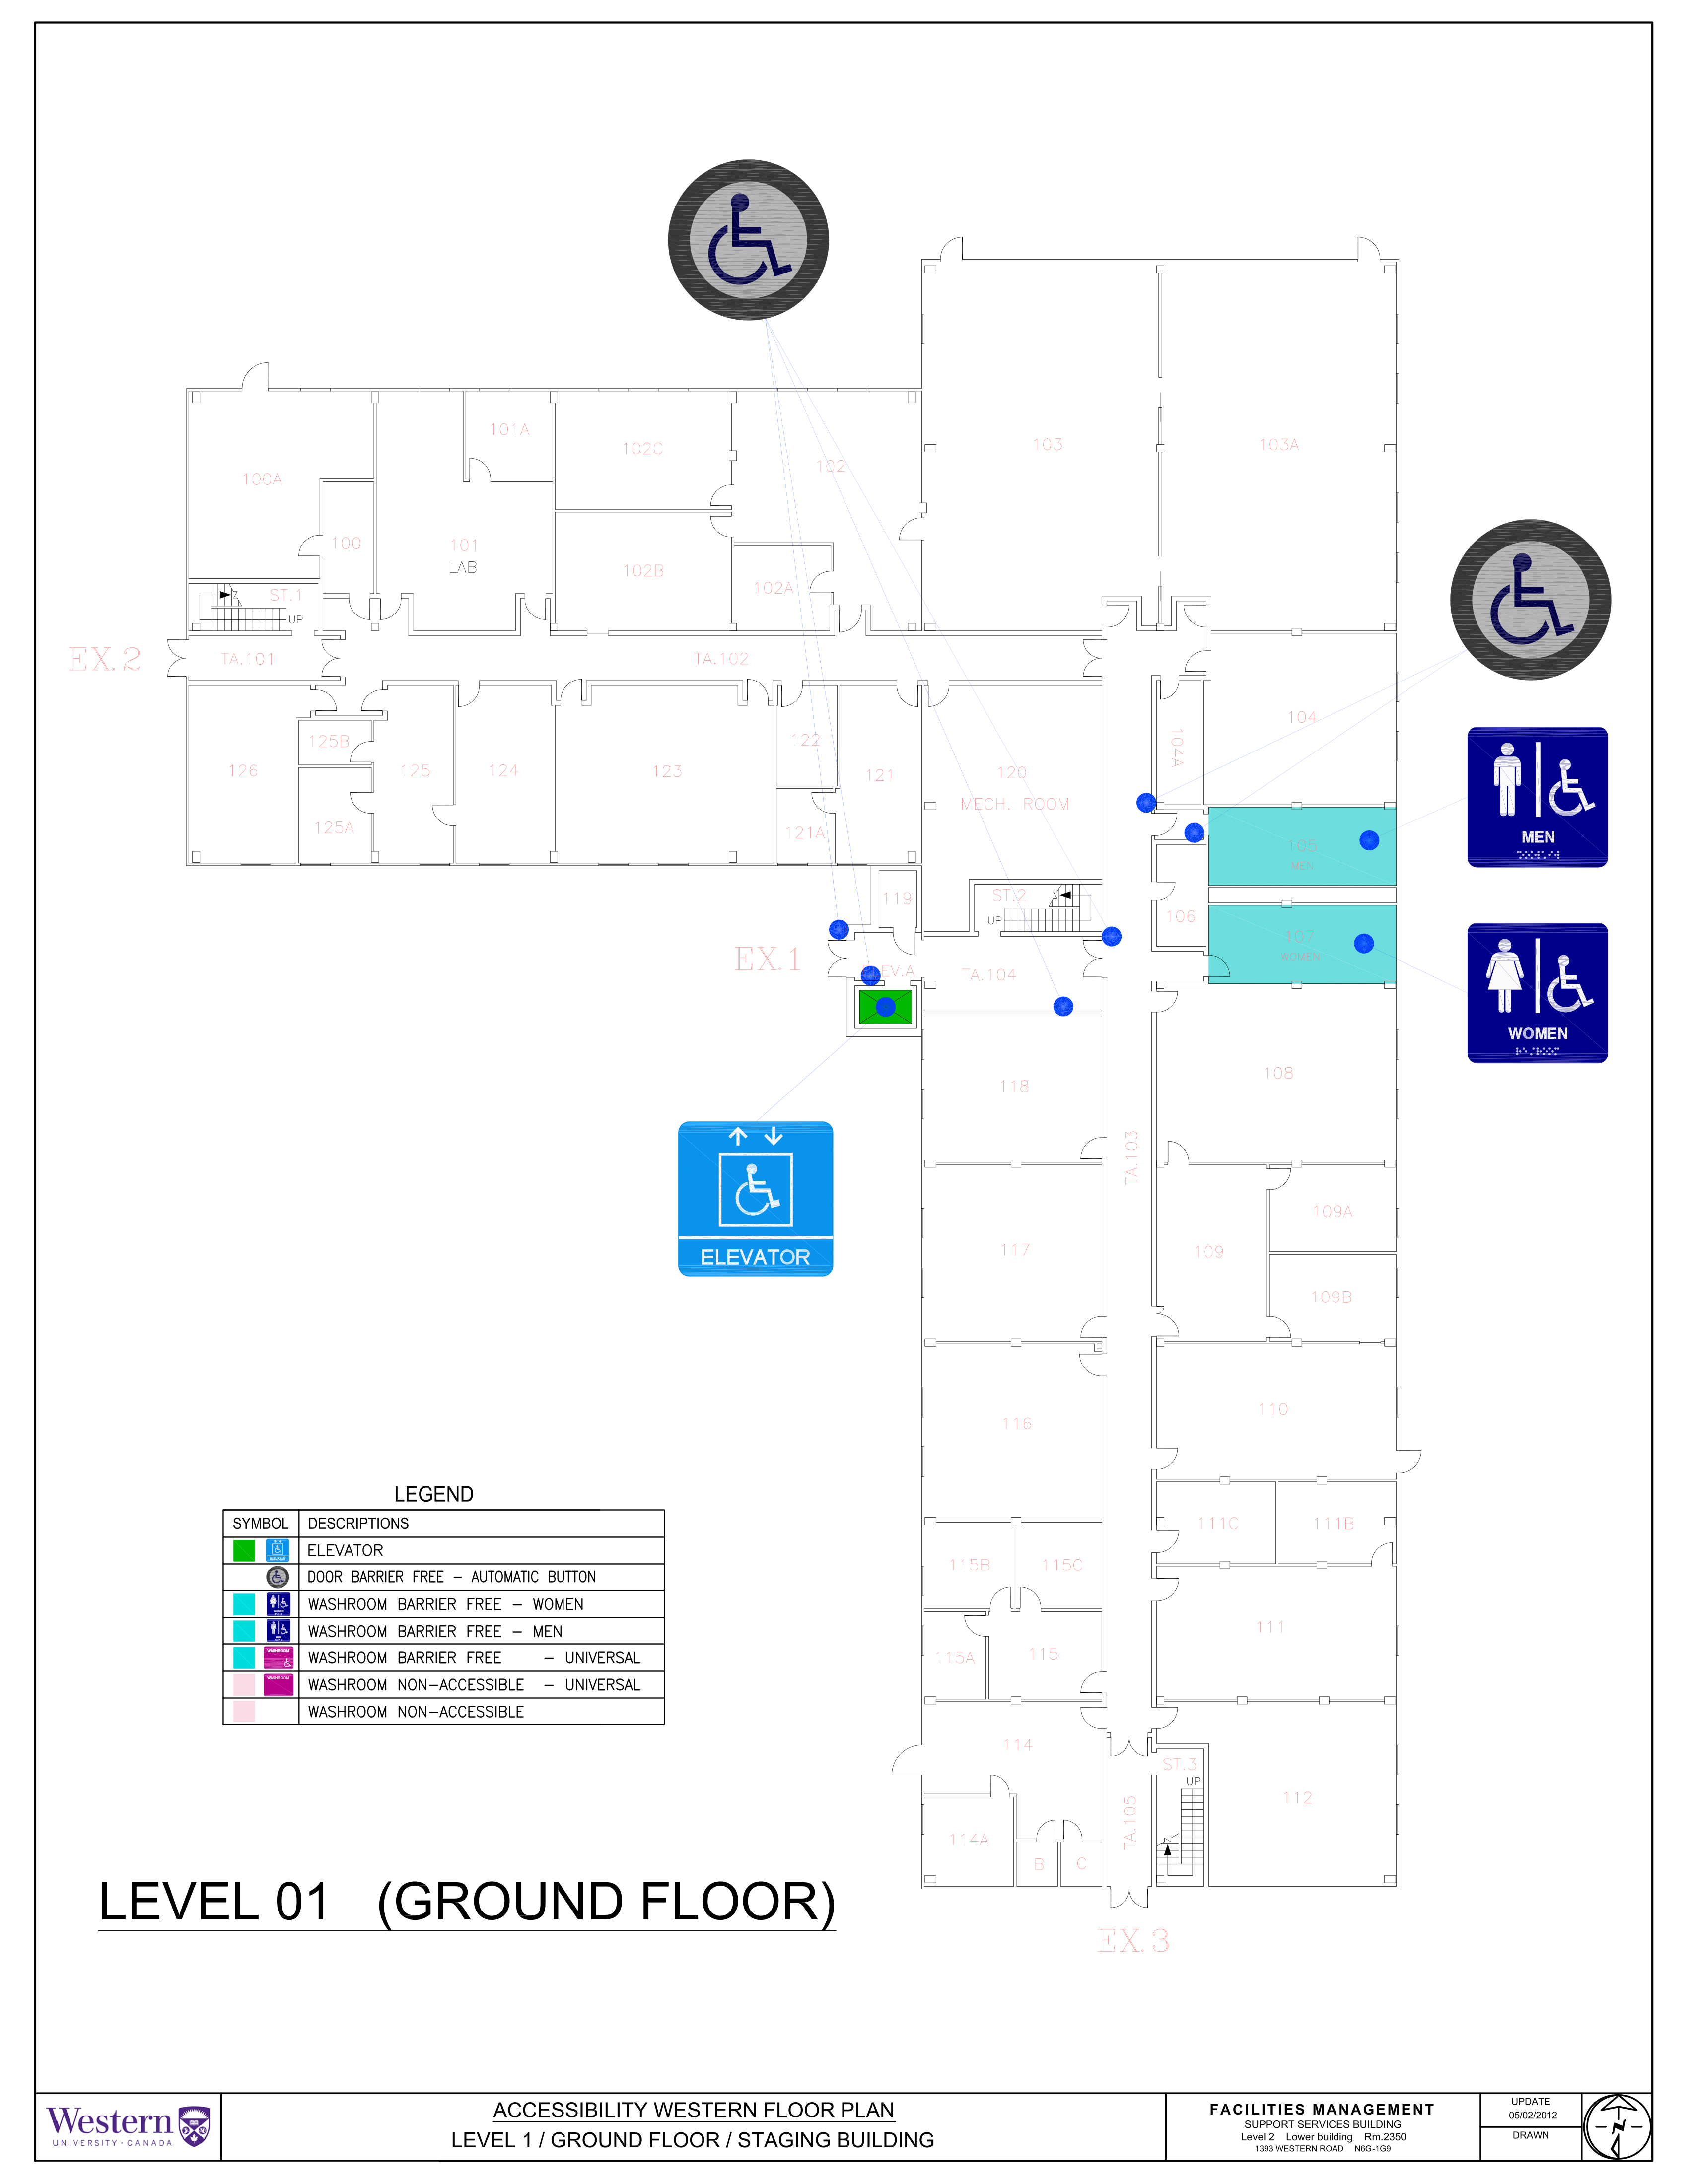 103
103A
101A
102C
102
100A
100
101
LAB
102B
102A
ST.1
UP
EX.2
TA.101
TA.102
104
104A
125B
126
125
124
123
122
121
120
MECH. ROOM
125A
121A
105
MEN
MEN
119
ST.2
UP
106
107
WOMEN
EX.1
ELEV.A
TA.104
WOMEN
118
108
TA.103
ELEVATOR
117
109
109A
109B
116
110
111C
111B
115B
115C
115A
115
111
114
ST.3
UP
112
TA.105
114A
B
C
EX.3
LEGEND
SYMBOL DESCRIPTIONS
ELEVATOR
DOOR BARRIER FREE - AUTOMATIC BUTTON
WASHROOM BARRIER FREE - WOMEN
WASHROOM BARRIER FREE - MEN
WASHROOM BARRIER FREE - UNIVERSAL
WASHROOM NON-ACCESSIBLE - UNIVERSAL
WASHROOM NON-ACCESSIBLE
LEVEL 01 (GROUND FLOOR)
Western
UNIVERSITY · CANADA
ACCESSIBILITY WESTERN FLOOR PLAN
LEVEL 1 / GROUND FLOOR / STAGING BUILDING
FACILITIES MANAGEMENT
SUPPORT SERVICES BUILDING
Level 2 Lower building Rm.2350
1393 WESTERN ROAD N6G-1G9
UPDATE
05/02/2012
DRAWN
N